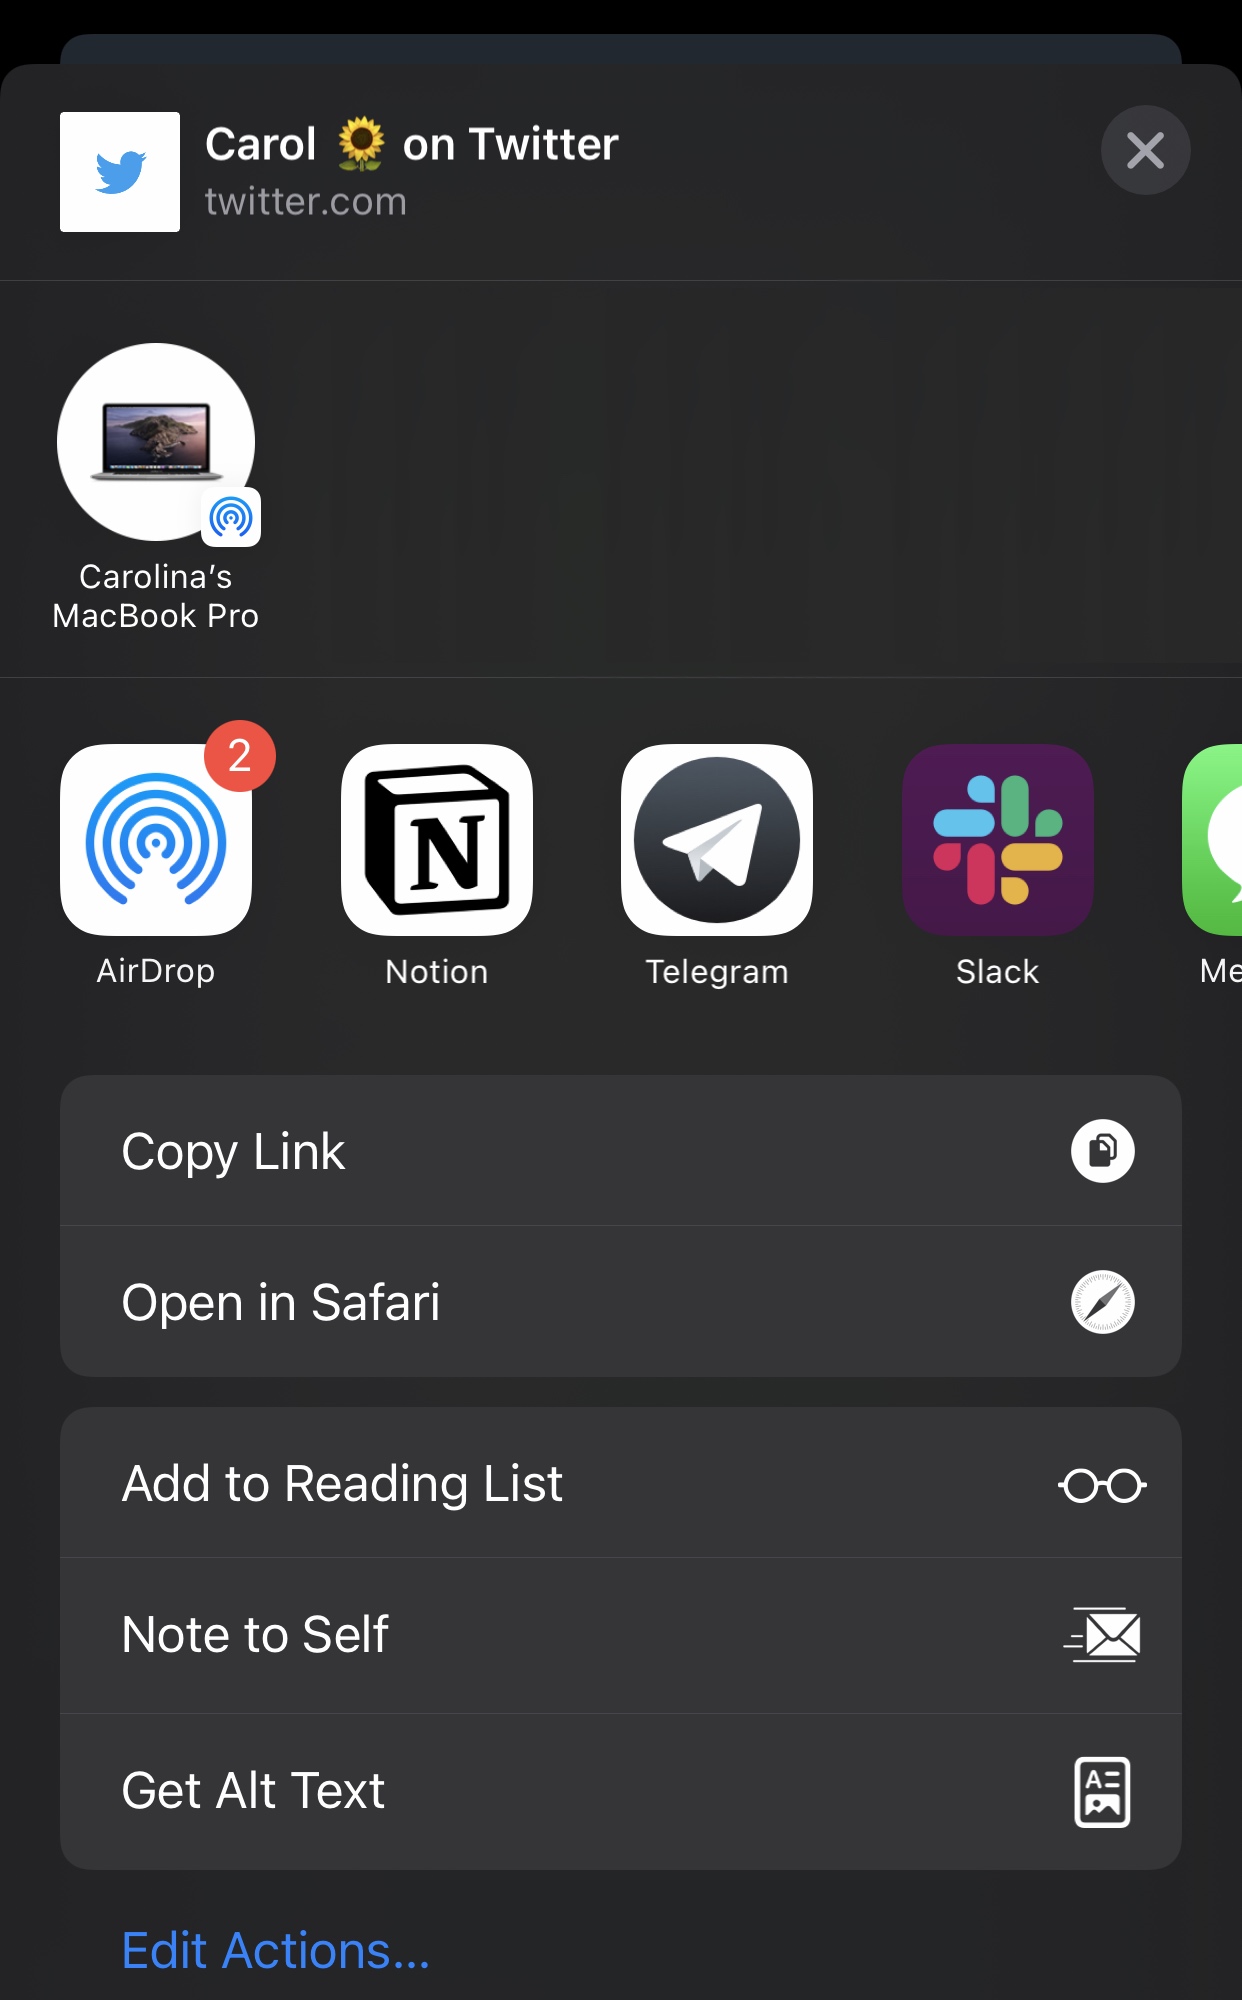 Carol 🌻 on Twitter
twitter.com
Carolina's
MacBook Pro
2
N
AirDrop
Notion
Telegram
Slack
Me
Copy Link
Open in Safari
Add to Reading List
Note to Self
Get Alt Text
A
Edit Actions...